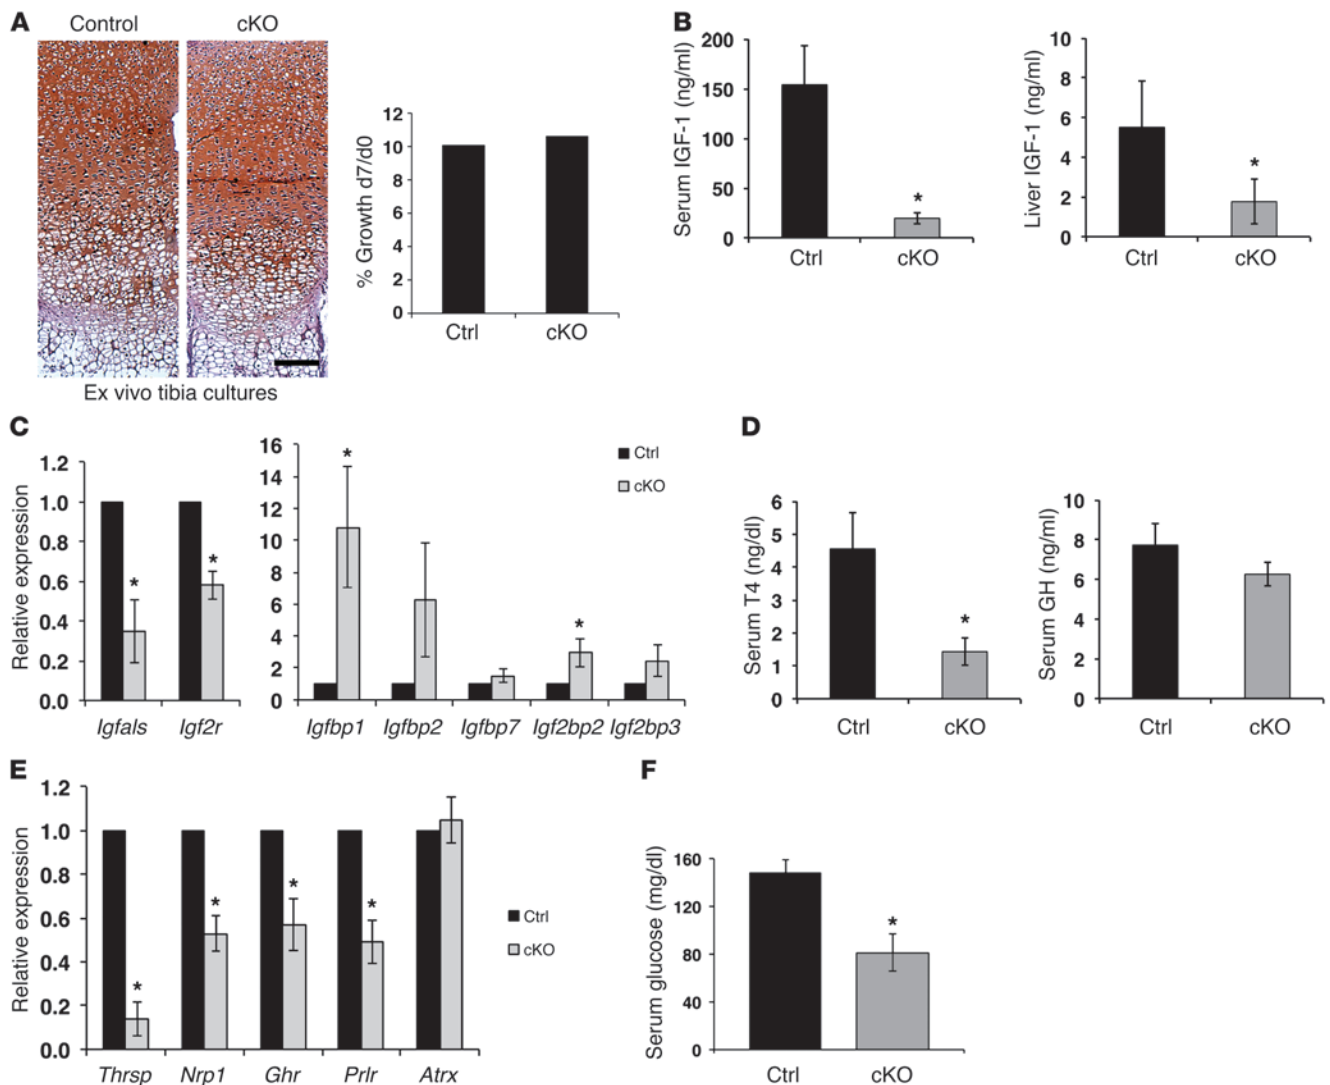 A
Control
cKO
Ex vivo tibia cultures
% Growth d7/d0
12
10
8
6
4
2
0
Ctrl
cKO
B
Serum IGF-1 (ng/ml)
200
150
100
50
0
*
Ctrl
cKO
Liver IGF-1 (ng/ml)
10
8
6
4
2
0
*
Ctrl
cKO
C
Relative expression
1.2
1.0
0.8
0.6
0.4
0.2
0.0
*
*
Igfals
Igf2r
16
14
12
10
8
6
4
2
0
*
*
Ctrl
cKO
Igfbp1
Igfbp2
Igfbp7
Igf2bp2
Igf2bp3
D
Serum T4 (ng/dl)
6
5
4
3
2
1
0
*
Ctrl
cKO
Serum GH (ng/ml)
10
8
6
4
2
0
Ctrl
cKO
E
Relative expression
1.2
1.0
0.8
0.6
0.4
0.2
0.0
*
*
*
*
Ctrl
cKO
Thrsp
Nrp1
Ghr
Prlr
Atrx
F
Serum glucose (mg/dl)
160
120
80
40
0
*
Ctrl
cKO